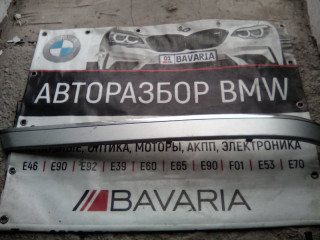 BMW
01 BAVARIA
АВТОРАЗБОР BMW
ОПТИКА, МОТОРЫ, АКПП, ЭЛЕКТРОНИКА
E46 | E90 | E92 | E39 | E60 | E65 | E90 | F01 | E53 | E70
BAVARIA